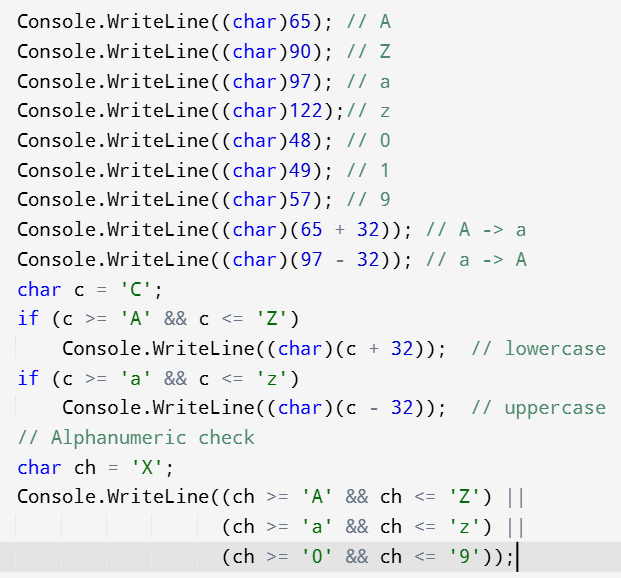 Console.WriteLine((char)65); // A
Console.WriteLine((char)90); // Z
Console.WriteLine((char)97); // a
Console.WriteLine((char)122);// z
Console.WriteLine((char)48); // 0
Console.WriteLine((char)49); // 1
Console.WriteLine((char)57); // 9
Console.WriteLine((char)(65 + 32)); // A -> a
Console.WriteLine((char)(97 - 32)); // a -> A
char c = 'C';
if (c >= 'A' && c <= 'Z')
    Console.WriteLine((char)(c + 32));  // lowercase
if (c >= 'a' && c <= 'z')
    Console.WriteLine((char)(c - 32));  // uppercase
// Alphanumeric check
char ch = 'X';
Console.WriteLine((ch >= 'A' && ch <= 'Z') ||
                  (ch >= 'a' && ch <= 'z') ||
                  (ch >= '0' && ch <= '9'));